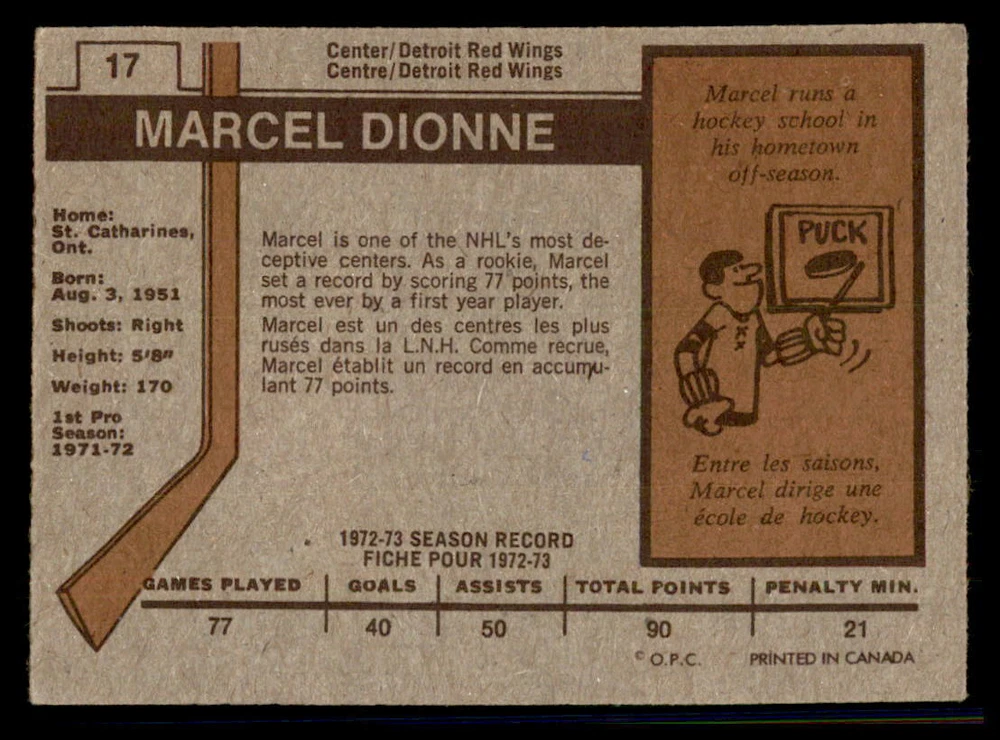 17
Center/Detroit Red Wings
Centre/Detroit Red Wings
MARCEL DIONNE
Home:
St. Catharines,
Ont.
Born:
Aug. 3, 1951
Shoots: Right
Height: 5'8"
Weight: 170
1st Pro
Season:
1971-72
Marcel is one of the NHL's most de-
ceptive centers. As a rookie, Marcel
set a record by scoring 77 points, the
most ever by a first year player.
Marcel est un des centres les plus
rusés dans la L.N.H. Comme recrue,
Marcel établit un record en accumu-
lant 77 points.
Marcel runs a
hockey school in
his hometown
off-season.
PUCK
Entre les saisons,
Marcel dirige une
école de hockey.
1972-73 SEASON RECORD
FICHE POUR 1972-73
GAMES PLAYED GOALS ASSISTS TOTAL POINTS PENALTY MIN.
77 40 50 90 21
© O.P.C. PRINTED IN CANADA